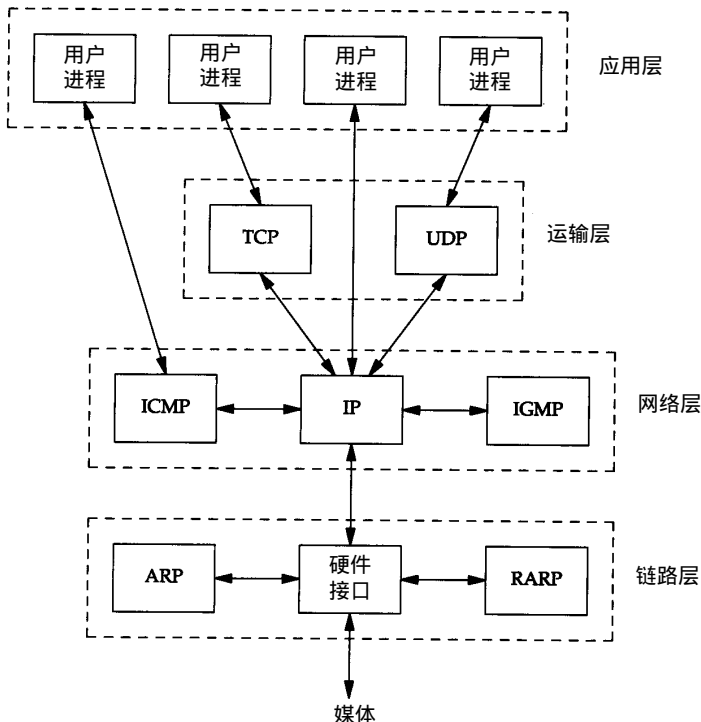 用户
进程
用户
进程
用户
进程
用户
进程
应用层
TCP
UDP
运输层
ICMP
IP
IGMP
网络层
ARP
硬件
接口
RARP
链路层
媒体